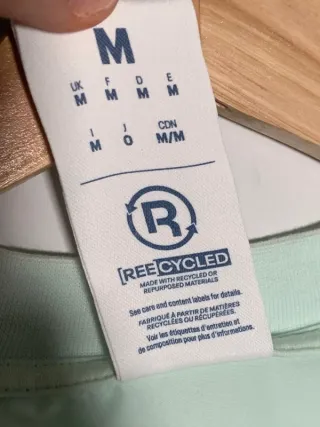 M
UK F D E
M M M M
I J CDN
M O M/M
R
[REE]CYCLED
MADE WITH RECYCLED OR
REPURPOSED MATERIALS
See care and content labels for details.
FABRIQUÉ À PARTIR DE MATIÈRES
RECYCLÉES OU RÉCUPÉRÉES.
Voir les étiquettes d'entretien et
de composition pour plus d'informations.